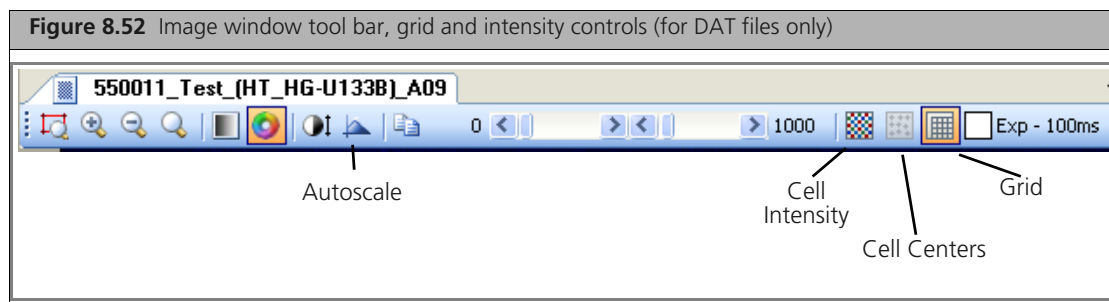 Figure 8.52 Image window tool bar, grid and intensity controls (for DAT files only)
550011_Test_(HT_HG-U133B)_A09
0 1000 Exp - 100ms
Autoscale
Cell
Intensity
Grid
Cell Centers